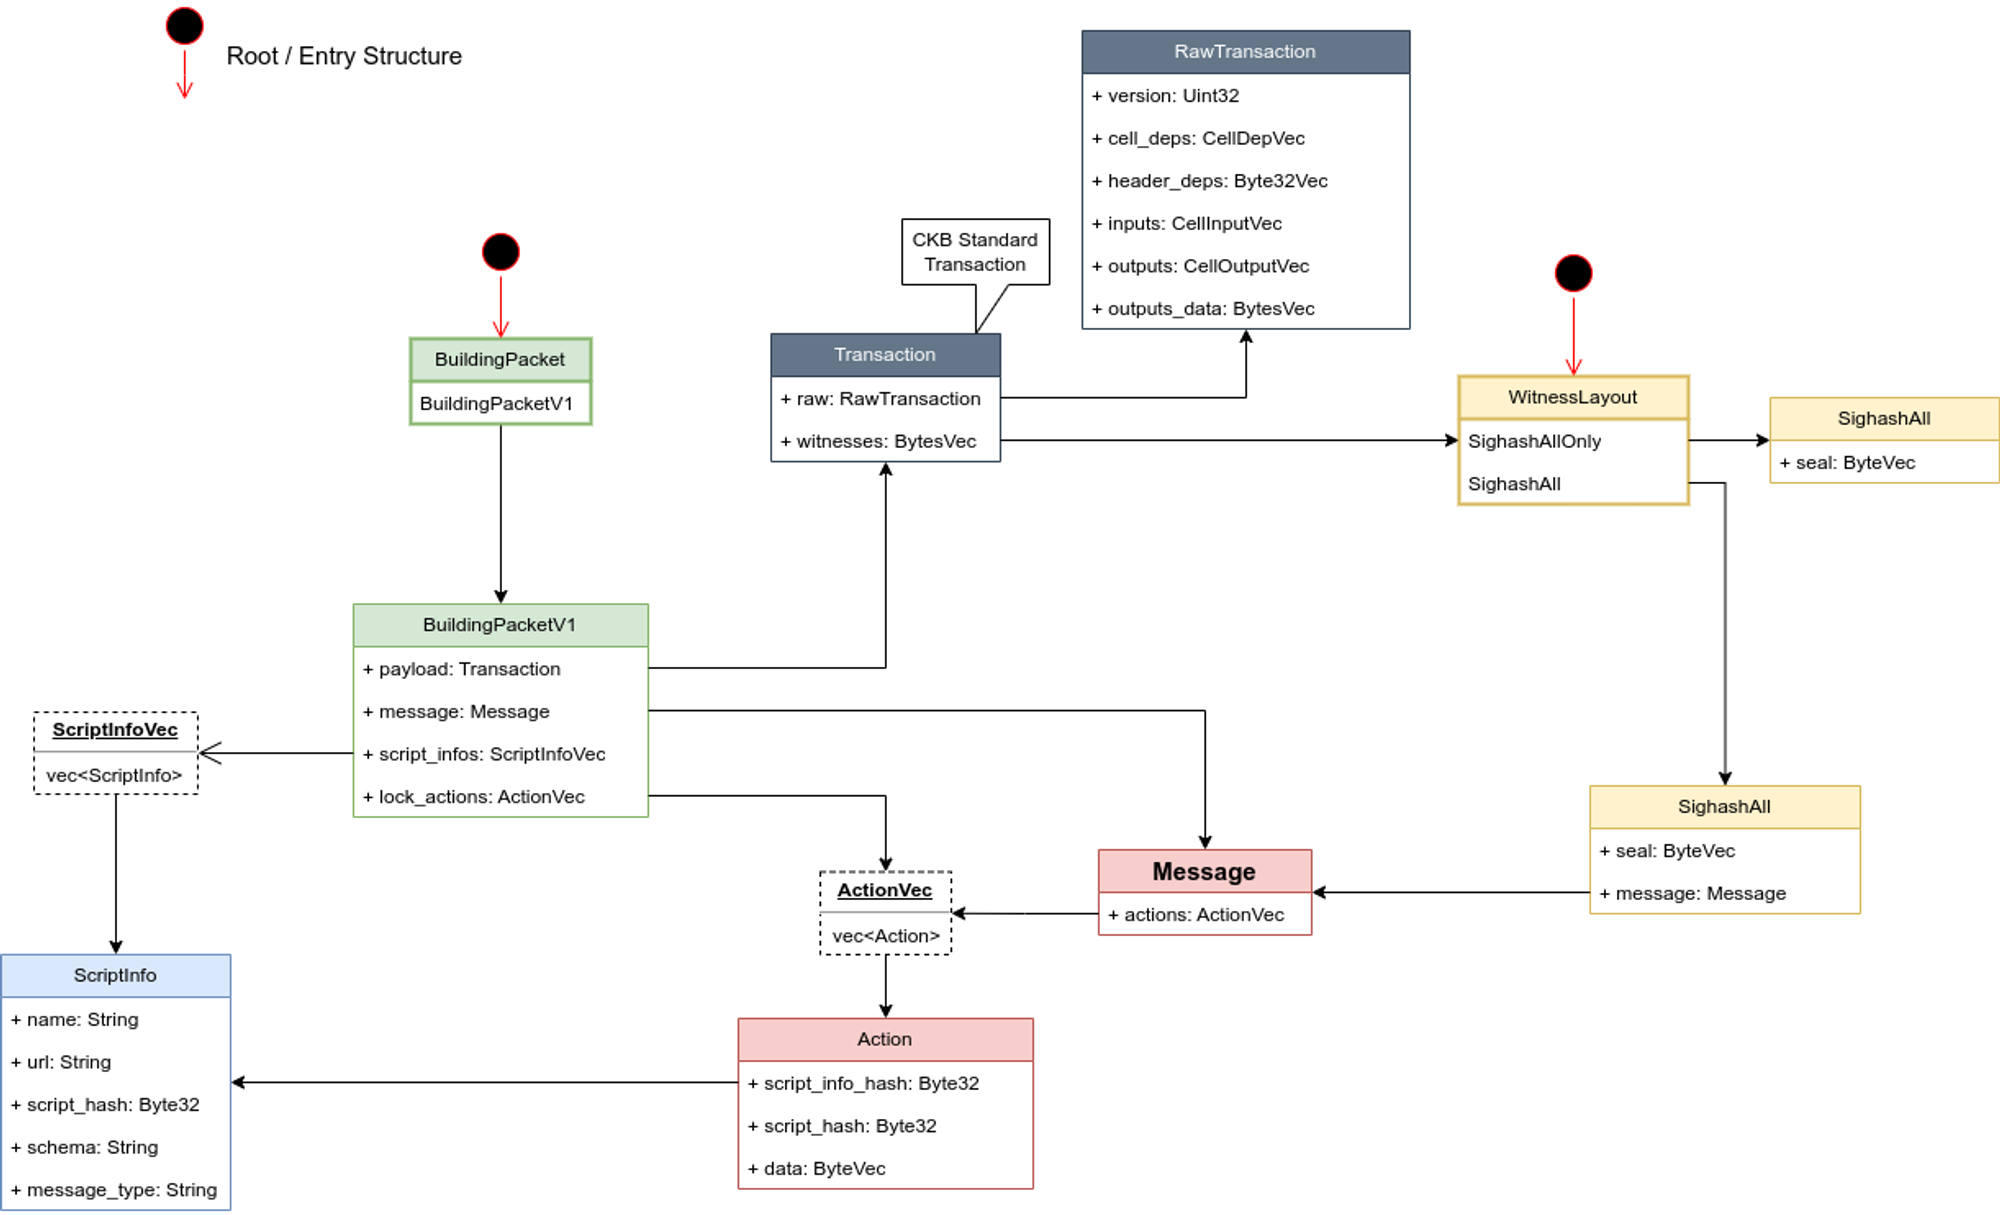 Root / Entry Structure
RawTransaction
+ version: Uint32
+ cell_deps: CellDepVec
+ header_deps: Byte32Vec
+ inputs: CellInputVec
+ outputs: CellOutputVec
+ outputs_data: BytesVec
CKB Standard
Transaction
Transaction
+ raw: RawTransaction
+ witnesses: BytesVec
BuildingPacket
BuildingPacketV1
WitnessLayout
SighashAllOnly
SighashAll
SighashAll
+ seal: ByteVec
BuildingPacketV1
+ payload: Transaction
+ message: Message
+ script_infos: ScriptInfoVec
+ lock_actions: ActionVec
ScriptInfoVec
vec<ScriptInfo>
ActionVec
vec<Action>
Message
+ actions: ActionVec
SighashAll
+ seal: ByteVec
+ message: Message
ScriptInfo
+ name: String
+ url: String
+ script_hash: Byte32
+ schema: String
+ message_type: String
Action
+ script_info_hash: Byte32
+ script_hash: Byte32
+ data: ByteVec